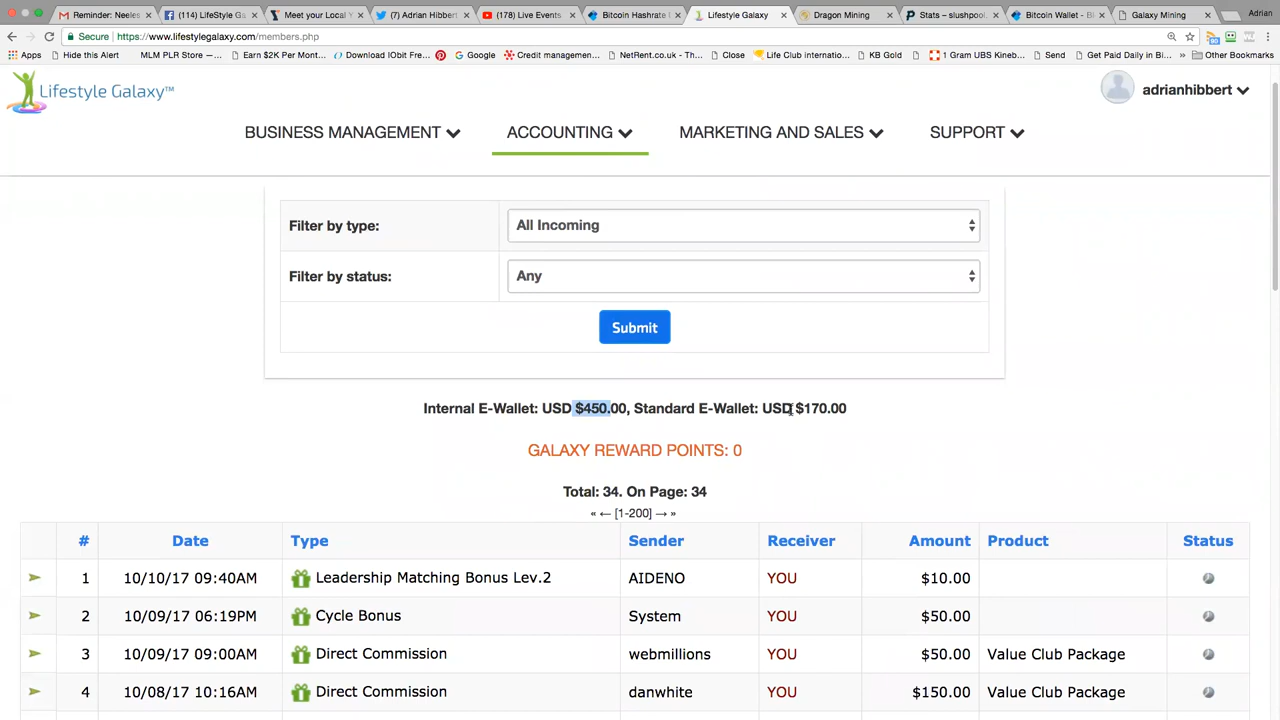 Reminder: Neeles
(114) LifeStyle Ga
Meet your Local
(7) Adrian Hibbert
(178) Live Events
Bitcoin Hashrate
Lifestyle Galaxy
Dragon Mining
Stats – slushpool.
Bitcoin Wallet - B
Galaxy Mining
Adrian
Secure
https://www.lifestylegalaxy.com/members.php
Apps
Hide this Alert
MLM PLR Store —...
Earn $2K Per Mont...
Download IObit Fre...
Google
Credit managemen...
NetRent.co.uk - th...
Close
Life Club internatio...
KB Gold
1 Gram UBS Kineb...
Send
Get Paid Daily in Bi...
Other Bookmarks
Lifestyle Galaxy™
adrianhibbert
BUSINESS MANAGEMENT
ACCOUNTING
MARKETING AND SALES
SUPPORT
Filter by type:
All Incoming
Filter by status:
Any
Submit
Internal E-Wallet: USD $450.00, Standard E-Wallet: USD $170.00
GALAXY REWARD POINTS: 0
Total: 34. On Page: 34
« ← [1-200] → »
# Date Type Sender Receiver Amount Product Status
1 10/10/17 09:40AM Leadership Matching Bonus Lev.2 AIDENO YOU $10.00
2 10/09/17 06:19PM Cycle Bonus System YOU $50.00
3 10/09/17 09:00AM Direct Commission webmillions YOU $50.00 Value Club Package
4 10/08/17 10:16AM Direct Commission danwhite YOU $150.00 Value Club Package